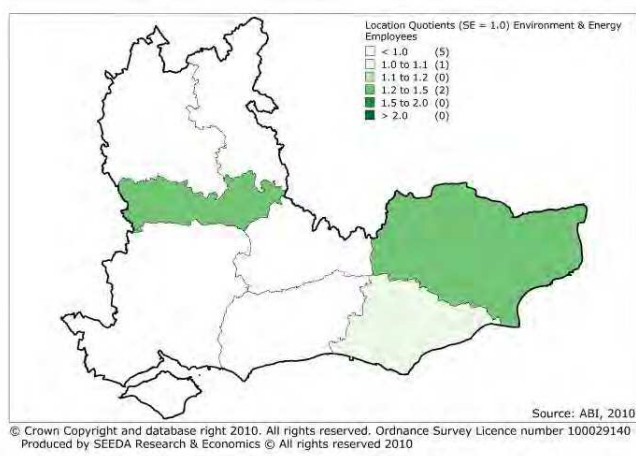 Location Quotients (SE = 1.0) Environment & Energy
Employees
< 1.0 (5)
1.0 to 1.1 (1)
1.1 to 1.2 (0)
1.2 to 1.5 (2)
1.5 to 2.0 (0)
> 2.0 (0)
Source: ABI, 2010
© Crown Copyright and database right 2010. All rights reserved. Ordnance Survey Licence number 100029140
Produced by SEEDA Research & Economics © All rights reserved 2010